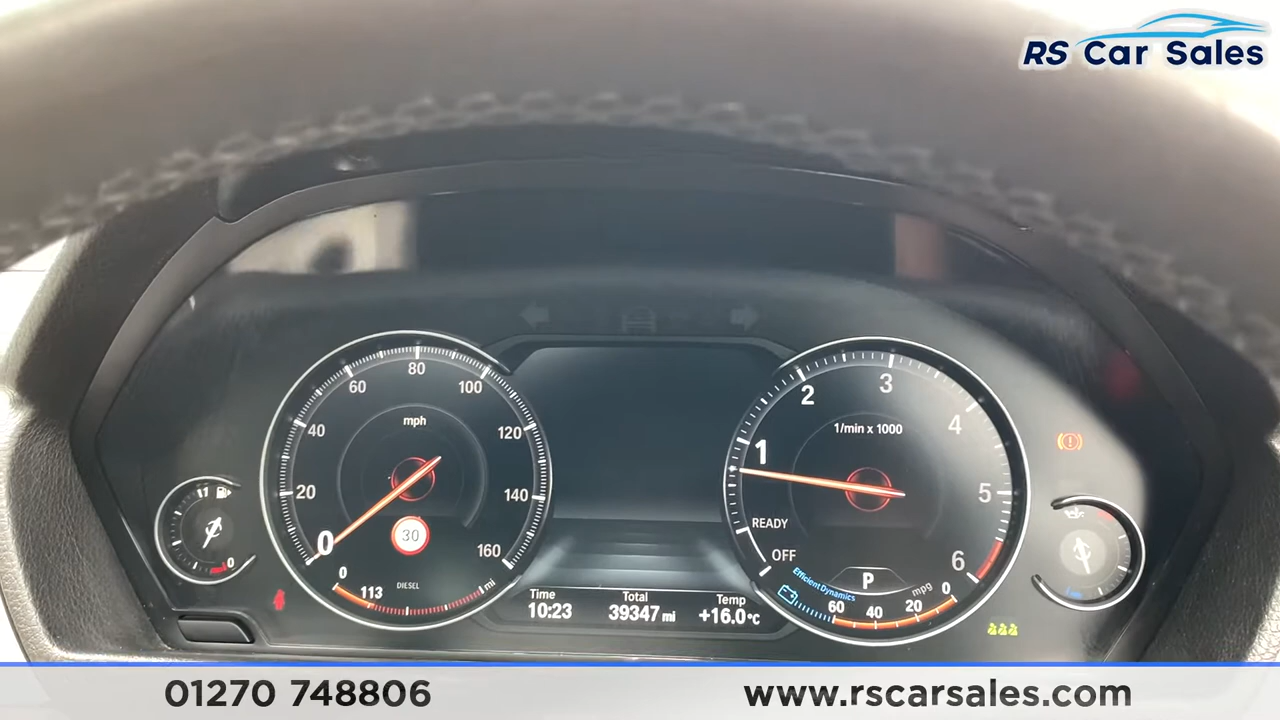 RS Car Sales
20
40
60
80
100
120
140
160
0
mph
30
0
113
DIESEL
mi
0
Time
10:23
Total
39347 mi
Temp
+16.0°C
1
2
3
4
5
6
1/min x 1000
READY
OFF
P
EfficientDynamics
mpg
60
40
20
0
01270 748806
www.rscarsales.com